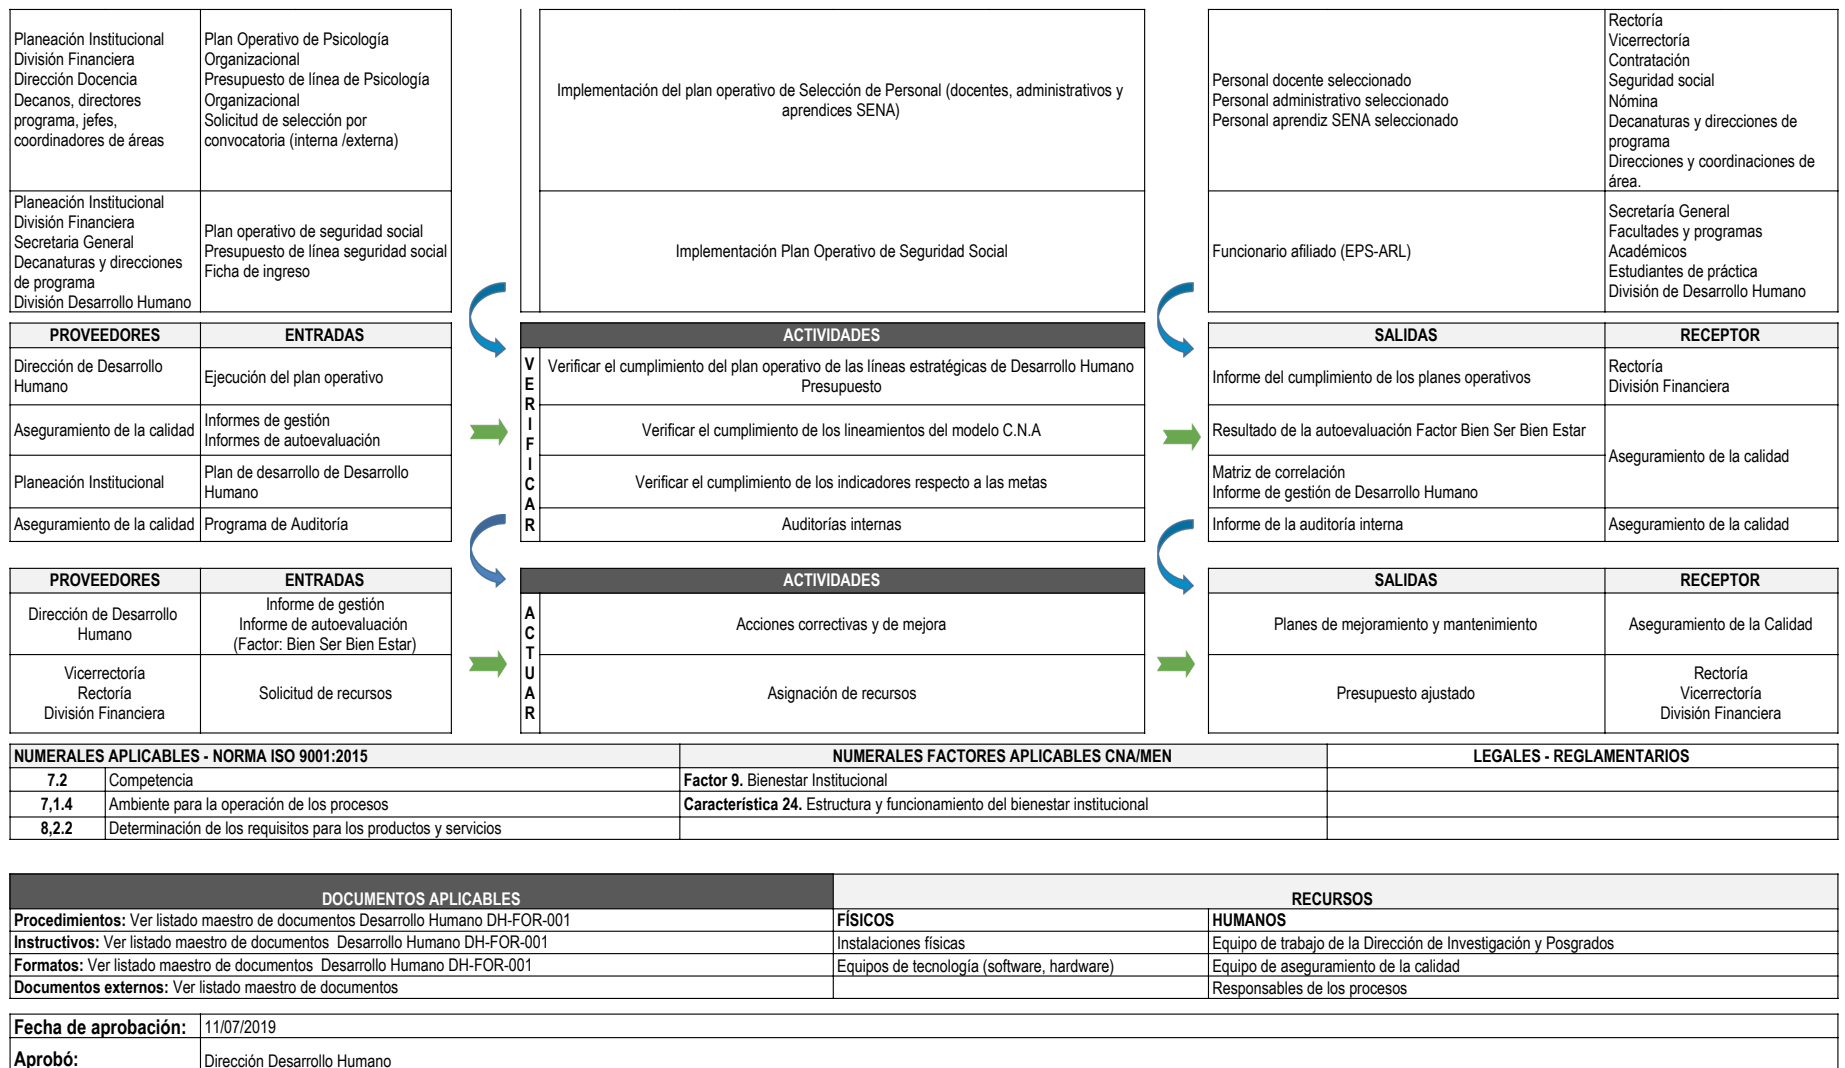 Planeación Institucional
División Financiera
Dirección Docencia
Decanos, directores
programa, jefes,
coordinadores de áreas
Plan Operativo de Psicología
Organizacional
Presupuesto de línea de Psicología
Organizacional
Solicitud de selección por
convocatoria (interna /externa)
Implementación del plan operativo de Selección de Personal (docentes, administrativos y
aprendices SENA)
Personal docente seleccionado
Personal administrativo seleccionado
Personal aprendiz SENA seleccionado
Rectoría
Vicerrectoría
Contratación
Seguridad social
Nómina
Decanaturas y direcciones de
programa
Direcciones y coordinaciones de
área.
Planeación Institucional
División Financiera
Secretaria General
Decanaturas y direcciones
de programa
División Desarrollo Humano
Plan operativo de seguridad social
Presupuesto de línea seguridad social
Ficha de ingreso
Implementación Plan Operativo de Seguridad Social
Funcionario afiliado (EPS-ARL)
Secretaría General
Facultades y programas
Académicos
Estudiantes de práctica
División de Desarrollo Humano
PROVEEDORES
ENTRADAS
ACTIVIDADES
SALIDAS
RECEPTOR
VERIFICAR
Dirección de Desarrollo
Humano
Ejecución del plan operativo
Verificar el cumplimiento del plan operativo de las líneas estratégicas de Desarrollo Humano
Presupuesto
Informe del cumplimiento de los planes operativos
Rectoría
División Financiera
Aseguramiento de la calidad
Informes de gestión
Informes de autoevaluación
Verificar el cumplimiento de los lineamientos del modelo C.N.A
Resultado de la autoevaluación Factor Bien Ser Bien Estar
Aseguramiento de la calidad
Planeación Institucional
Plan de desarrollo de Desarrollo
Humano
Verificar el cumplimiento de los indicadores respecto a las metas
Matriz de correlación
Informe de gestión de Desarrollo Humano
Aseguramiento de la calidad
Programa de Auditoría
Auditorías internas
Informe de la auditoría interna
Aseguramiento de la calidad
PROVEEDORES
ENTRADAS
ACTIVIDADES
SALIDAS
RECEPTOR
ACTUAR
Dirección de Desarrollo
Humano
Informe de gestión
Informe de autoevaluación
(Factor: Bien Ser Bien Estar)
Acciones correctivas y de mejora
Planes de mejoramiento y mantenimiento
Aseguramiento de la Calidad
Vicerrectoría
Rectoría
División Financiera
Solicitud de recursos
Asignación de recursos
Presupuesto ajustado
Rectoría
Vicerrectoría
División Financiera
NUMERALES APLICABLES - NORMA ISO 9001:2015
NUMERALES FACTORES APLICABLES CNA/MEN
LEGALES - REGLAMENTARIOS
7.2 Competencia
Factor 9. Bienestar Institucional
7,1.4 Ambiente para la operación de los procesos
Característica 24. Estructura y funcionamiento del bienestar institucional
8,2.2 Determinación de los requisitos para los productos y servicios
DOCUMENTOS APLICABLES
RECURSOS
Procedimientos: Ver listado maestro de documentos Desarrollo Humano DH-FOR-001
FÍSICOS
HUMANOS
Instructivos: Ver listado maestro de documentos Desarrollo Humano DH-FOR-001
Instalaciones físicas
Equipo de trabajo de la Dirección de Investigación y Posgrados
Formatos: Ver listado maestro de documentos Desarrollo Humano DH-FOR-001
Equipos de tecnología (software, hardware)
Equipo de aseguramiento de la calidad
Documentos externos: Ver listado maestro de documentos
Responsables de los procesos
Fecha de aprobación: 11/07/2019
Aprobó: Dirección Desarrollo Humano